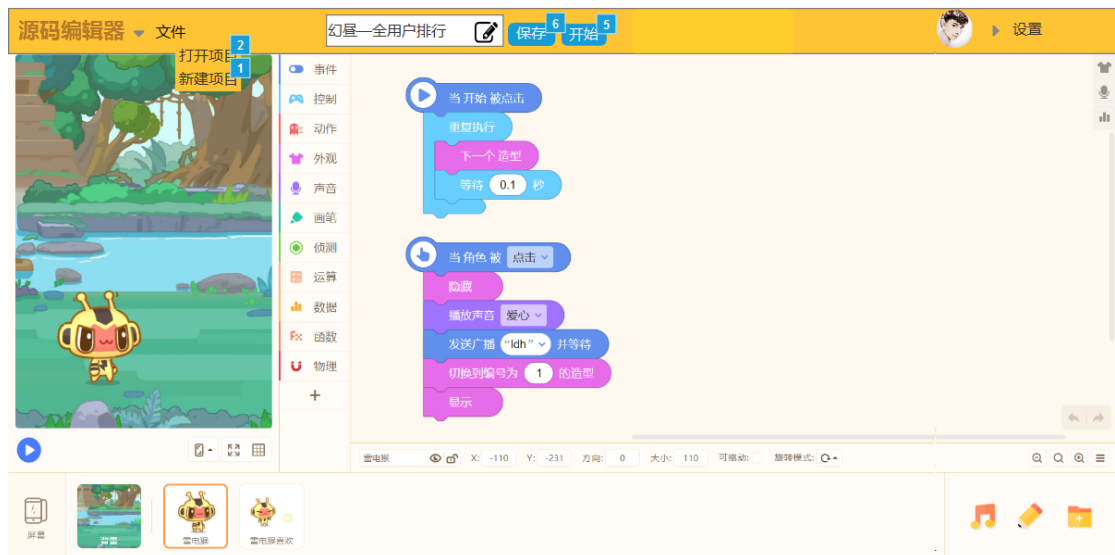 源码编辑器 文件 幻昼—全用户排行 保存 6 开始 5 设置
打开项目 2
新建项目 1
事件
控制
动作
外观
声音
画笔
侦测
运算
数据
Fx 函数
物理
+
当 开始 被点击
重复执行
下一个 造型
等待 0.1 秒
当 角色 被 点击
隐藏
播放声音 爱心
发送广播 “ldh” 并等待
切换到编号为 1 的造型
显示
雷电猴 X: -110 Y: -231 方向: 0 大小: 110 可拖动: 旋转模式:
屏幕 背景 雷电猴 雷电猴喜欢